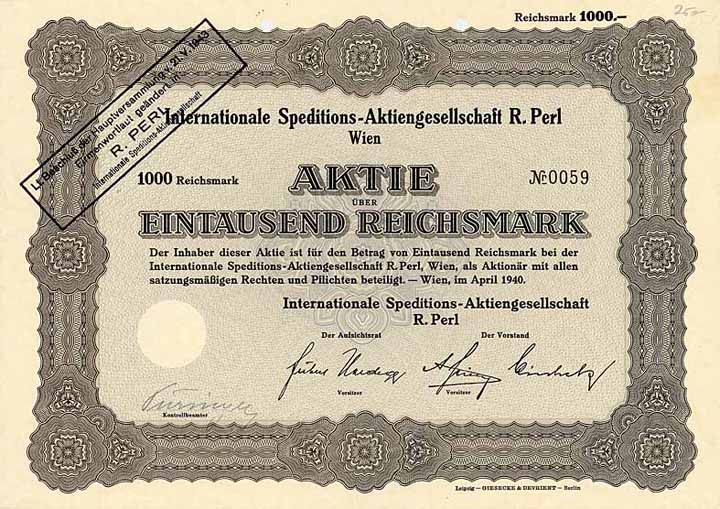 Reichsmark 1000.—
Lt. Beschluß der Hauptversammlung v. 21. V. 1943
Firmenwortlaut geändert in:
R. PERY
Internationale Speditions-Aktiengesellschaft
Internationale Speditions-Aktiengesellschaft R. Perl
Wien
1000 Reichsmark AKTIE №0059
ÜBER
EINTAUSEND REICHSMARK
Der Inhaber dieser Aktie ist für den Betrag von Eintausend Reichsmark bei der
Internationale Speditions-Aktiengesellschaft R. Perl, Wien, als Aktionär mit allen
satzungsmäßigen Rechten und Pflichten beteiligt. — Wien, im April 1940.
Internationale Speditions-Aktiengesellschaft
R. Perl
Der Aufsichtsrat Der Vorstand
Vorsitzer Vorsitzer
Kontrollbeamter
Leipzig — GIESECKE & DEVRIENT — Berlin